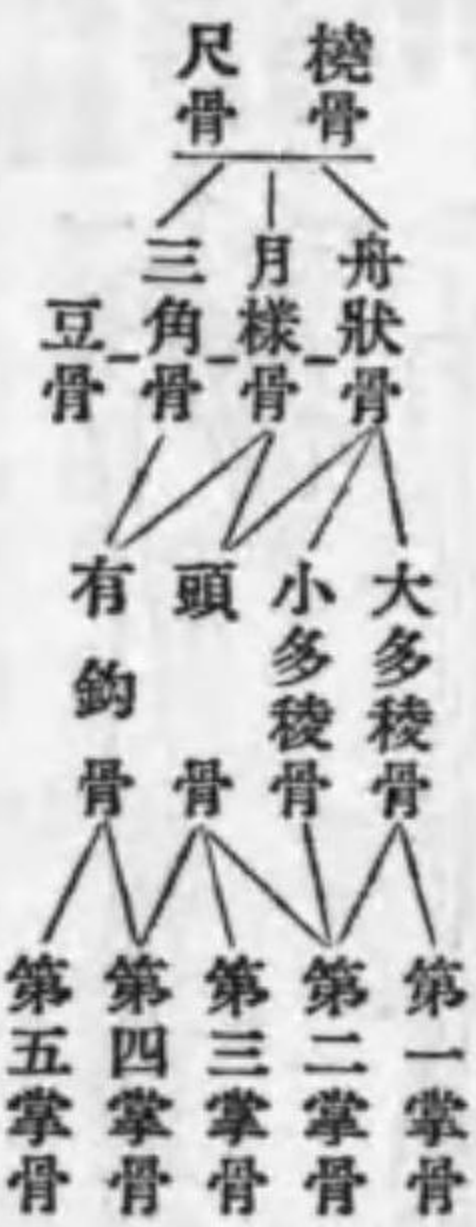 橈骨
尺骨
舟狀骨
月樣骨
三角骨
豆骨
大多稜骨
小多稜骨
頭骨
有鈎骨
第一掌骨
第二掌骨
第三掌骨
第四掌骨
第五掌骨